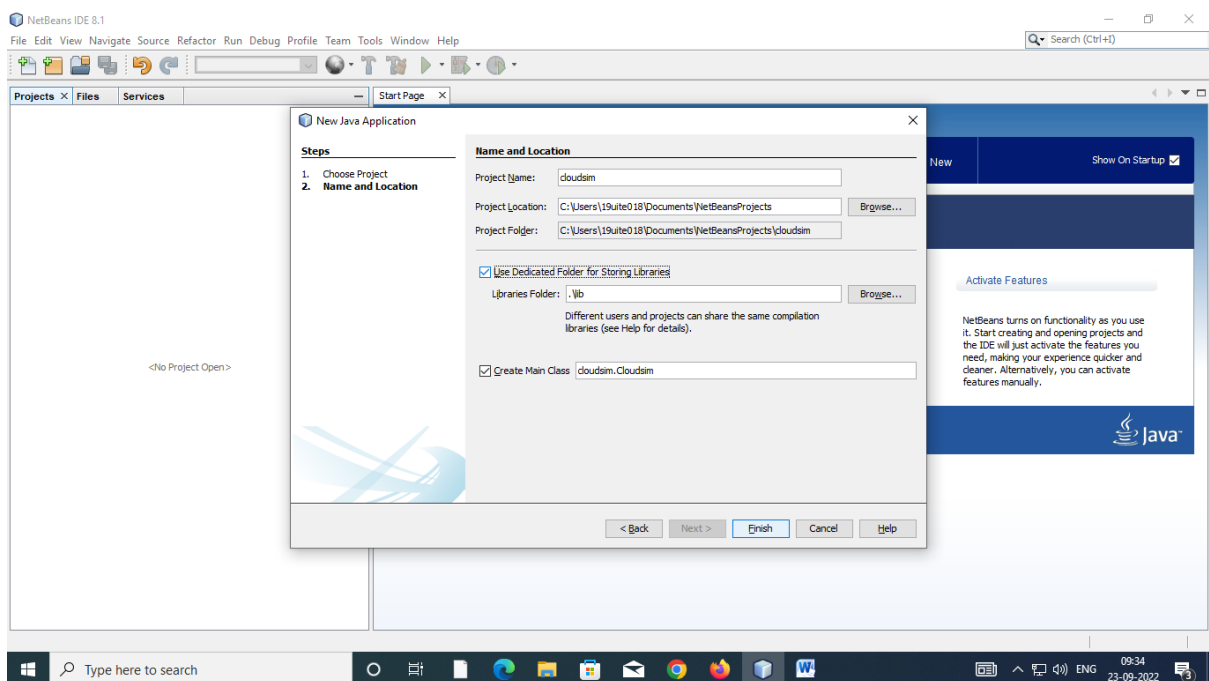 NetBeans IDE 8.1
File Edit View Navigate Source Refactor Run Debug Profile Team Tools Window Help
Search (Ctrl+I)
Projects Files Services
Start Page
New Java Application
Steps
1. Choose Project
2. Name and Location
Name and Location
Project Name: cloudsim
Project Location: C:\Users\19uite018\Documents\NetBeansProjects Browse...
Project Folder: C:\Users\19uite018\Documents\NetBeansProjects\cloudsim
Use Dedicated Folder for Storing Libraries
Libraries Folder: .\lib Browse...
Different users and projects can share the same compilation
libraries (see Help for details).
Create Main Class cloudsim.Cloudsim
< Back Next > Finish Cancel Help
<No Project Open>
New
Show On Startup
Activate Features
NetBeans turns on functionality as you use
it. Start creating and opening projects and
the IDE will just activate the features you
need, making your experience quicker and
cleaner. Alternatively, you can activate
features manually.
Java™
Type here to search
W
ENG
09:34
23-09-2022
3